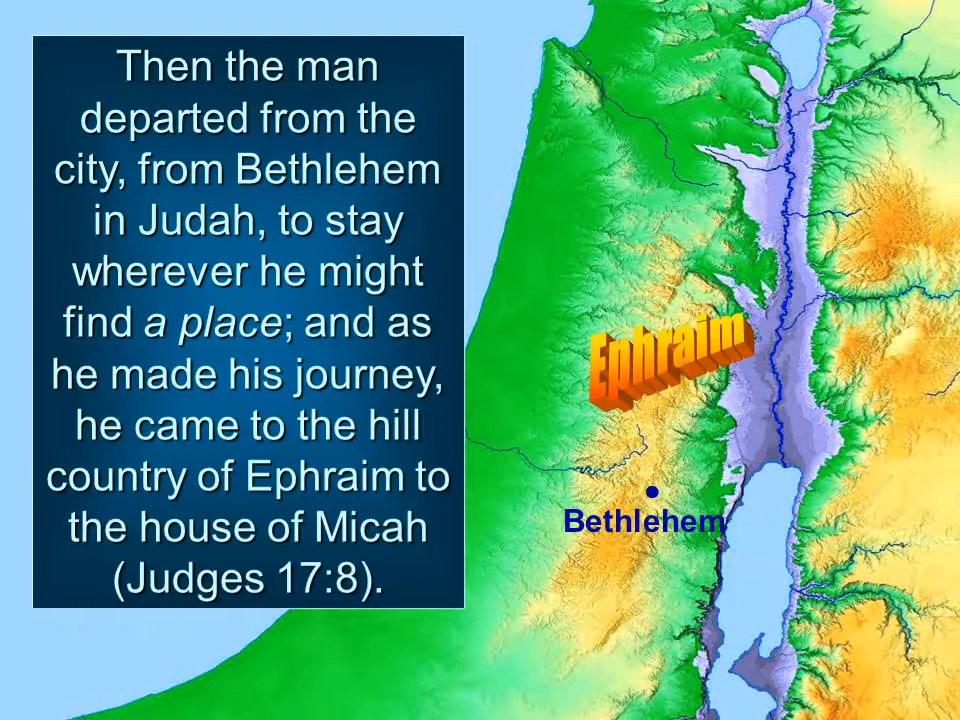 Then the man
departed from the
city, from Bethlehem
in Judah, to stay
wherever he might
find a place; and as
he made his journey,
he came to the hill
country of Ephraim to
the house of Micah
(Judges 17:8).
Ephraim
Bethlehem